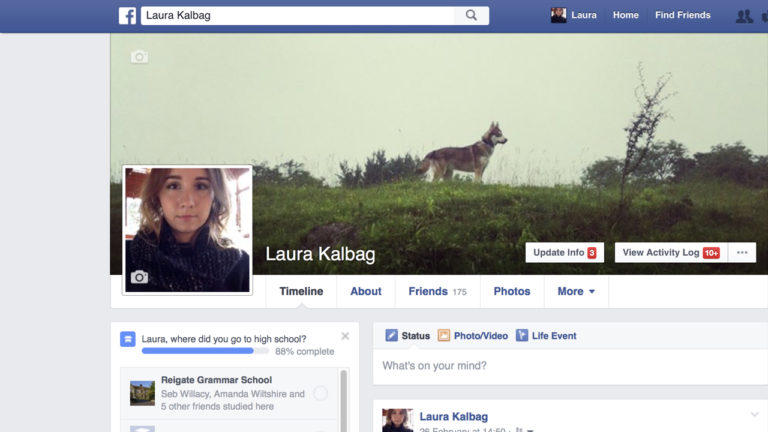 f
Laura Kalbag
Laura
Home
Find Friends
Laura Kalbag
Update Info 3
View Activity Log 10+
...
Timeline
About
Friends 175
Photos
More
Laura, where did you go to high school?
88% complete
Reigate Grammar School
Seb Willacy, Amanda Wiltshire and
5 other friends studied here
Status
Photo/Video
Life Event
What's on your mind?
Laura Kalbag
26 February at 14:50